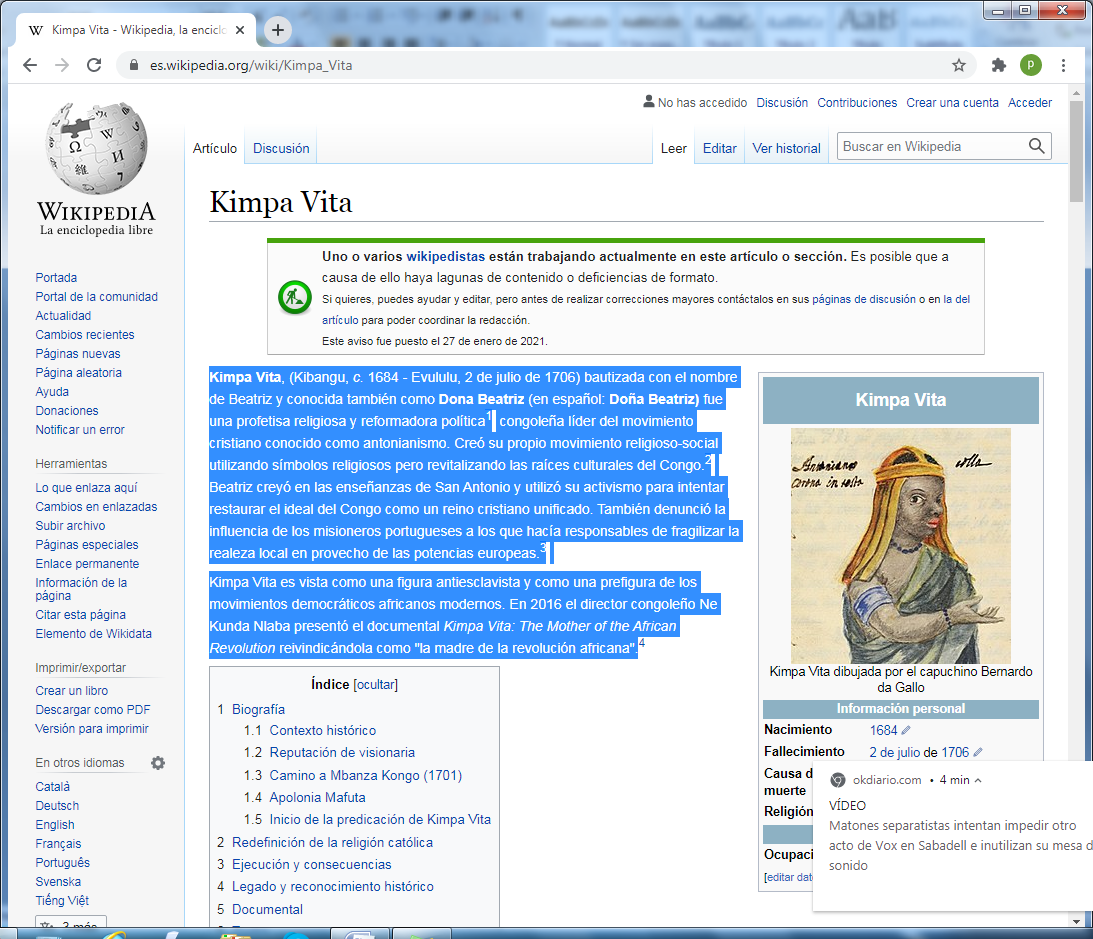 Kimpa Vita - Wikipedia, la encicl
es.wikipedia.org/wiki/Kimpa_Vita
P
No has accedido Discusión Contribuciones Crear una cuenta Acceder
Artículo Discusión Leer Editar Ver historial Buscar en Wikipedia
WIKIPEDIA
La enciclopedia libre
Portada
Portal de la comunidad
Actualidad
Cambios recientes
Páginas nuevas
Página aleatoria
Ayuda
Donaciones
Notificar un error
Herramientas
Lo que enlaza aquí
Cambios en enlazadas
Subir archivo
Páginas especiales
Enlace permanente
Información de la
página
Citar esta página
Elemento de Wikidata
Imprimir/exportar
Crear un libro
Descargar como PDF
Versión para imprimir
En otros idiomas
Català
Deutsch
English
Français
Português
Svenska
Tiếng Việt
3 más
Kimpa Vita
Uno o varios wikipedistas están trabajando actualmente en este artículo o sección. Es posible que a
causa de ello haya lagunas de contenido o deficiencias de formato.
Si quieres, puedes ayudar y editar, pero antes de realizar correcciones mayores contáctalos en sus páginas de discusión o en la del
artículo para poder coordinar la redacción.
Este aviso fue puesto el 27 de enero de 2021.
Kimpa Vita, (Kibangu, c. 1684 - Evululu, 2 de julio de 1706) bautizada con el nombre
de Beatriz y conocida también como Dona Beatriz (en español: Doña Beatriz) fue
una profetisa religiosa y reformadora política1 congoleña líder del movimiento
cristiano conocido como antonianismo. Creó su propio movimiento religioso-social
utilizando símbolos religiosos pero revitalizando las raíces culturales del Congo.2
Beatriz creyó en las enseñanzas de San Antonio y utilizó su activismo para intentar
restaurar el ideal del Congo como un reino cristiano unificado. También denunció la
influencia de los misioneros portugueses a los que hacía responsables de fragilizar la
realeza local en provecho de las potencias europeas.3
Kimpa Vita es vista como una figura antiesclavista y como una prefigura de los
movimientos democráticos africanos modernos. En 2016 el director congoleño Ne
Kunda Nlaba presentó el documental Kimpa Vita: The Mother of the African
Revolution reivindicándola como "la madre de la revolución africana".4
Índice [ocultar]
1 Biografía
1.1 Contexto histórico
1.2 Reputación de visionaria
1.3 Camino a Mbanza Kongo (1701)
1.4 Apolonia Mafuta
1.5 Inicio de la predicación de Kimpa Vita
2 Redefinición de la religión católica
3 Ejecución y consecuencias
4 Legado y reconocimiento histórico
5 Documental
Kimpa Vita
Kimpa Vita dibujada por el capuchino Bernardo
da Gallo
Información personal
Nacimiento 1684
Fallecimiento 2 de julio de 1706
Causa d
muerte
Religión
Ocupaci
[editar dat
okdiario.com • 4 min
VÍDEO
Matones separatistas intentan impedir otro
acto de Vox en Sabadell e inutilizan su mesa d
sonido